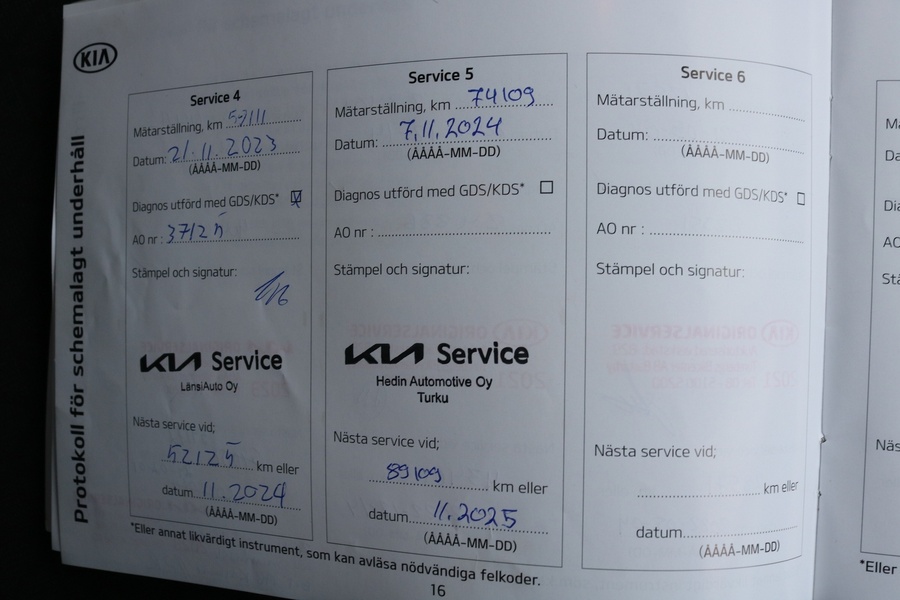 KIA
Protokoll för schemalagt underhåll
Service 4
Mätarställning, km
Datum: 21.11.2023
(ÅÅÅÅ-MM-DD)
Diagnos utförd med GDS/KDS*
AO nr :
Stämpel och signatur:
KIA Service
LänsiAuto Oy
Nästa service vid;
km eller
datum 11.2024
(ÅÅÅÅ-MM-DD)
Service 5
Mätarställning, km 74109
Datum: 7.11.2024
(ÅÅÅÅ-MM-DD)
Diagnos utförd med GDS/KDS*
AO nr :
Stämpel och signatur:
KIA Service
Hedin Automotive Oy
Turku
Nästa service vid;
89109 km eller
datum 11.2025
(ÅÅÅÅ-MM-DD)
Service 6
Mätarställning, km
Datum:
(ÅÅÅÅ-MM-DD)
Diagnos utförd med GDS/KDS*
AO nr :
Stämpel och signatur:
Nästa service vid;
km eller
datum
(ÅÅÅÅ-MM-DD)
*Eller annat likvärdigt instrument, som kan avläsa nödvändiga felkoder.
16
*Eller